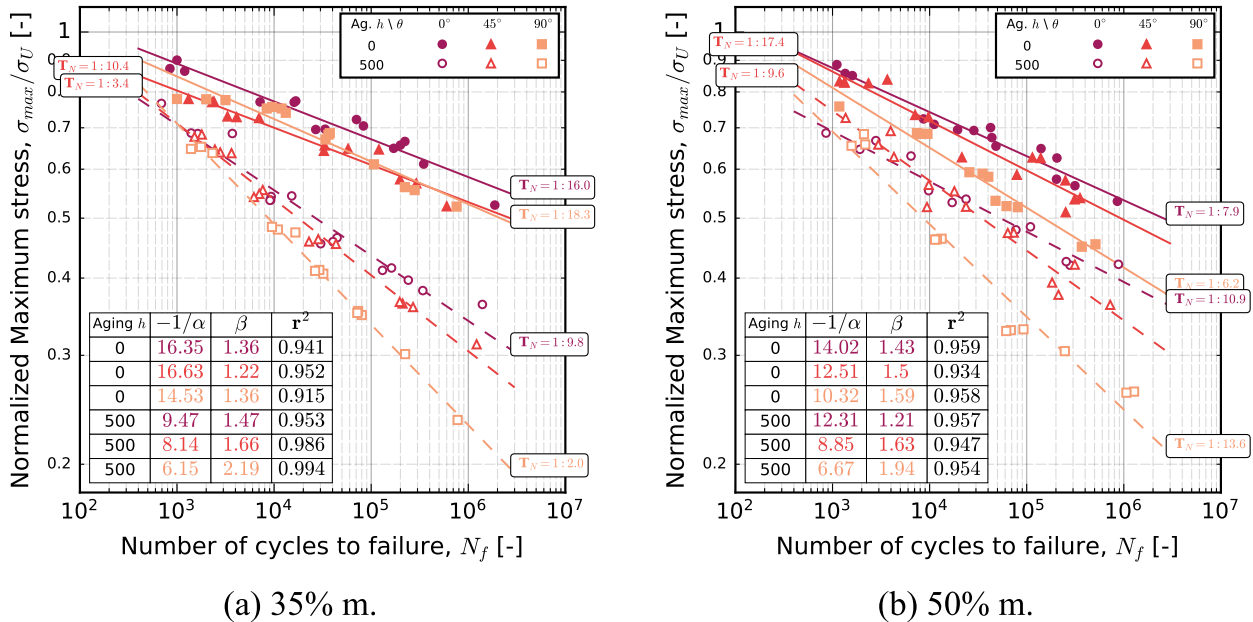 Normalized Maximum stress, σmax/σU [-]
1
0.9
0.8
0.7
0.6
0.5
0.4
0.3
0.2
Ag. h \ θ 0° 45° 90°
0
500
T_N = 1 : 10.4
T_N = 1 : 3.4
T_N = 1 : 16.0
T_N = 1 : 18.3
T_N = 1 : 9.8
T_N = 1 : 2.0
Aging h −1/α β r²
0 16.35 1.36 0.941
0 16.63 1.22 0.952
0 14.53 1.36 0.915
500 9.47 1.47 0.953
500 8.14 1.66 0.986
500 6.15 2.19 0.994
10² 10³ 10⁴ 10⁵ 10⁶ 10⁷
Number of cycles to failure, N_f [-]
(a) 35% m.
Normalized Maximum stress, σmax/σU [-]
1
0.7
0.6
0.5
0.4
0.3
0.2
Ag. h \ θ 0° 45° 90°
0
500
T_N = 1 : 17.4
T_N = 1 : 9.6
T_N = 1 : 7.9
T_N = 1 : 6.2
T_N = 1 : 10.9
T_N = 1 : 13.6
Aging h −1/α β r²
0 14.02 1.43 0.959
0 12.51 1.5 0.934
0 10.32 1.59 0.958
500 12.31 1.21 0.957
500 8.85 1.63 0.947
500 6.67 1.94 0.954
10² 10³ 10⁴ 10⁵ 10⁶ 10⁷
Number of cycles to failure, N_f [-]
(b) 50% m.